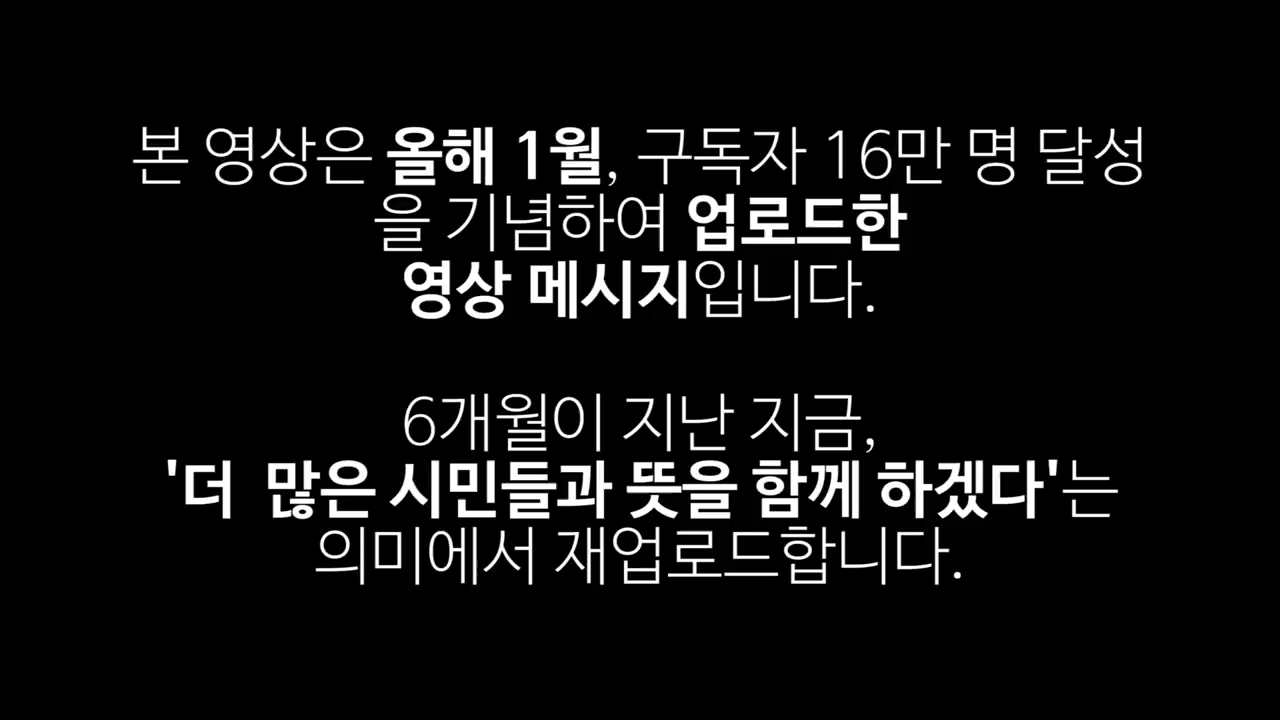 본 영상은 올해 1월, 구독자 16만 명 달성
을 기념하여 업로드한
영상 메시지입니다.
6개월이 지난 지금,
'더 많은 시민들과 뜻을 함께 하겠다'는
의미에서 재업로드합니다.